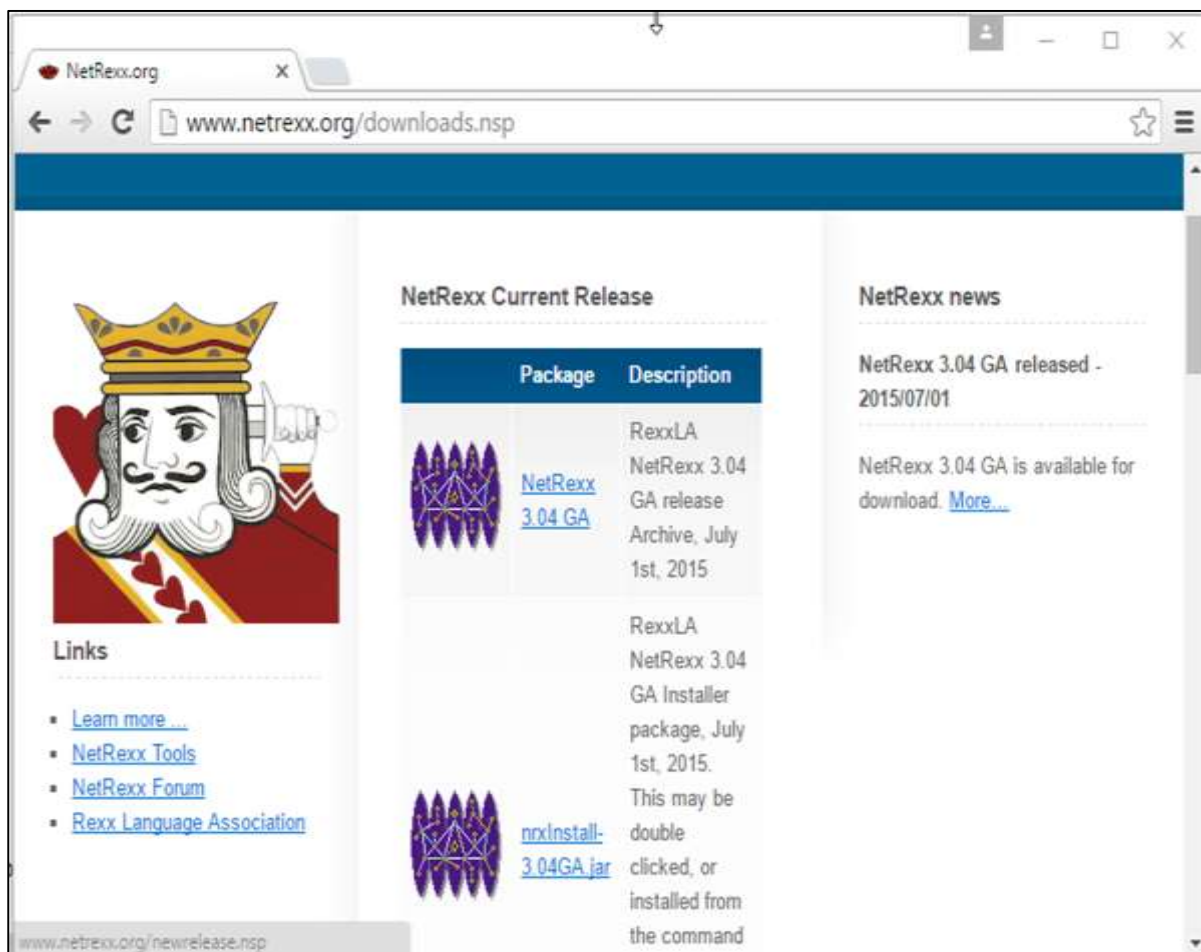 NetRexx.org
www.netrexx.org/downloads.nsp
Links
Learn more ...
NetRexx Tools
NetRexx Forum
Rexx Language Association
NetRexx Current Release
Package Description
NetRexx
3.04 GA
RexxLA
NetRexx 3.04
GA release
Archive, July
1st, 2015
nrxInstall-
3.04GA.jar
RexxLA
NetRexx 3.04
GA Installer
package, July
1st, 2015.
This may be
double
clicked, or
installed from
the command
NetRexx news
NetRexx 3.04 GA released -
2015/07/01
NetRexx 3.04 GA is available for
download. More...
www.netrexx.org/newrelease.nsp